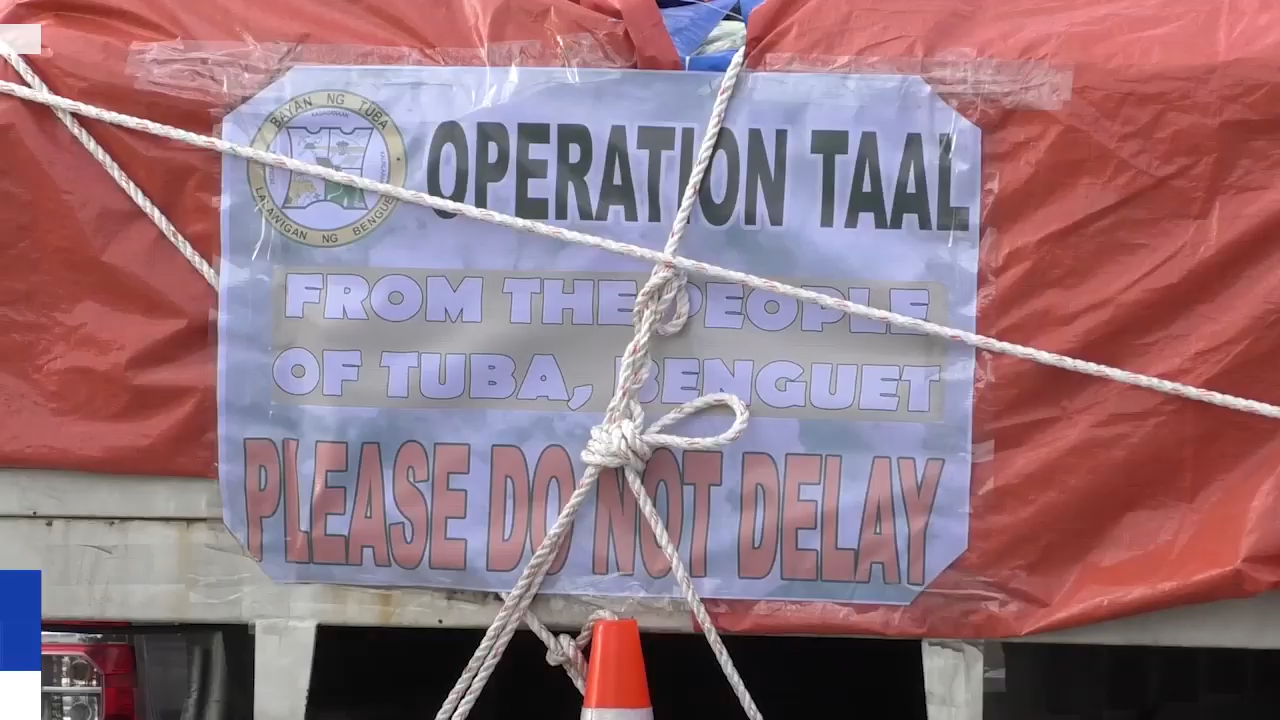 BAYAN NG TUBA
LALAWIGAN NG BENGUET
OPERATION TAAL
FROM THE PEOPLE
OF TUBA, BENGUET
PLEASE DO NOT DELAY